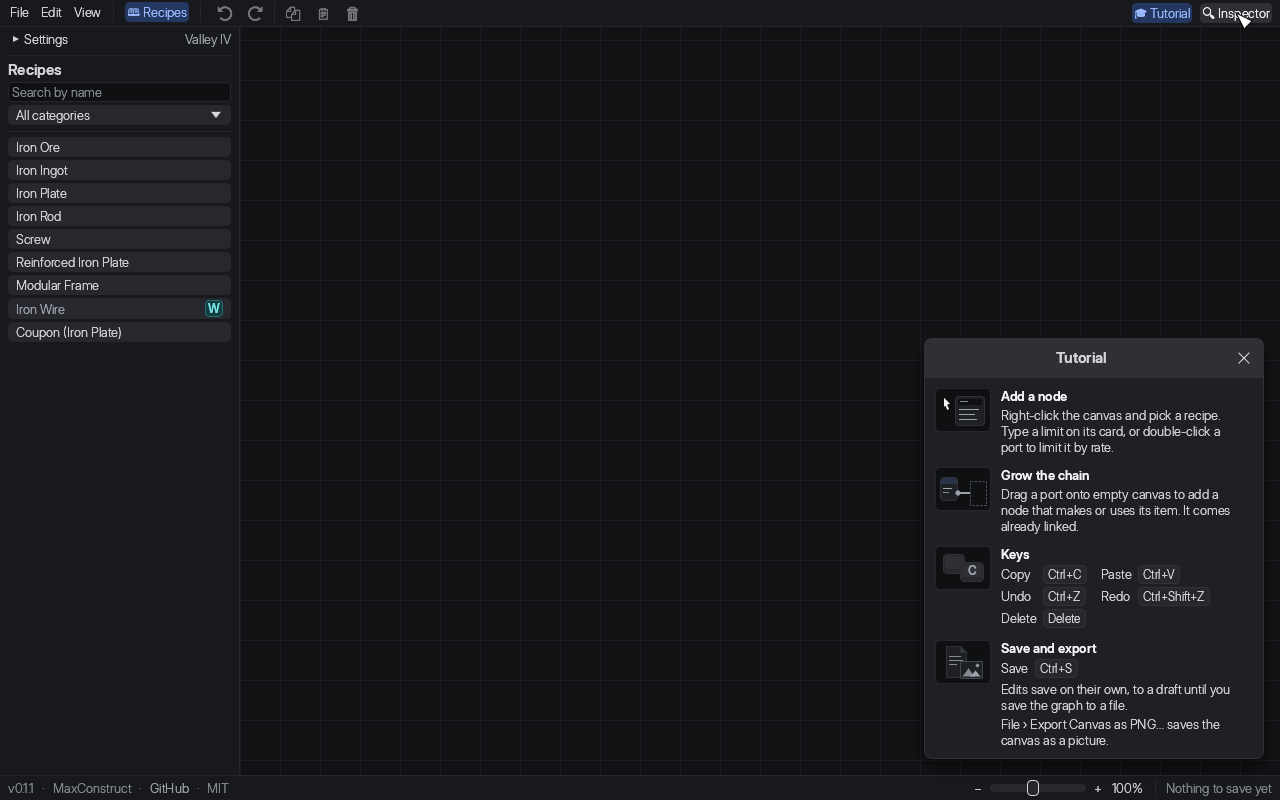 File Edit View Recipes Tutorial Inspector
Settings Valley IV
Recipes
Search by name
All categories
Iron Ore
Iron Ingot
Iron Plate
Iron Rod
Screw
Reinforced Iron Plate
Modular Frame
Iron Wire W
Coupon (Iron Plate)
Tutorial
Add a node
Right-click the canvas and pick a recipe.
Type a limit on its card, or double-click a
port to limit it by rate.
Grow the chain
Drag a port onto empty canvas to add a
node that makes or uses its item. It comes
already linked.
C
Keys
Copy Ctrl+C Paste Ctrl+V
Undo Ctrl+Z Redo Ctrl+Shift+Z
Delete Delete
Save and export
Save Ctrl+S
Edits save on their own, to a draft until you
save the graph to a file.
File › Export Canvas as PNG... saves the
canvas as a picture.
v0.1.1 · MaxConstruct · GitHub · MIT − + 100% Nothing to save yet